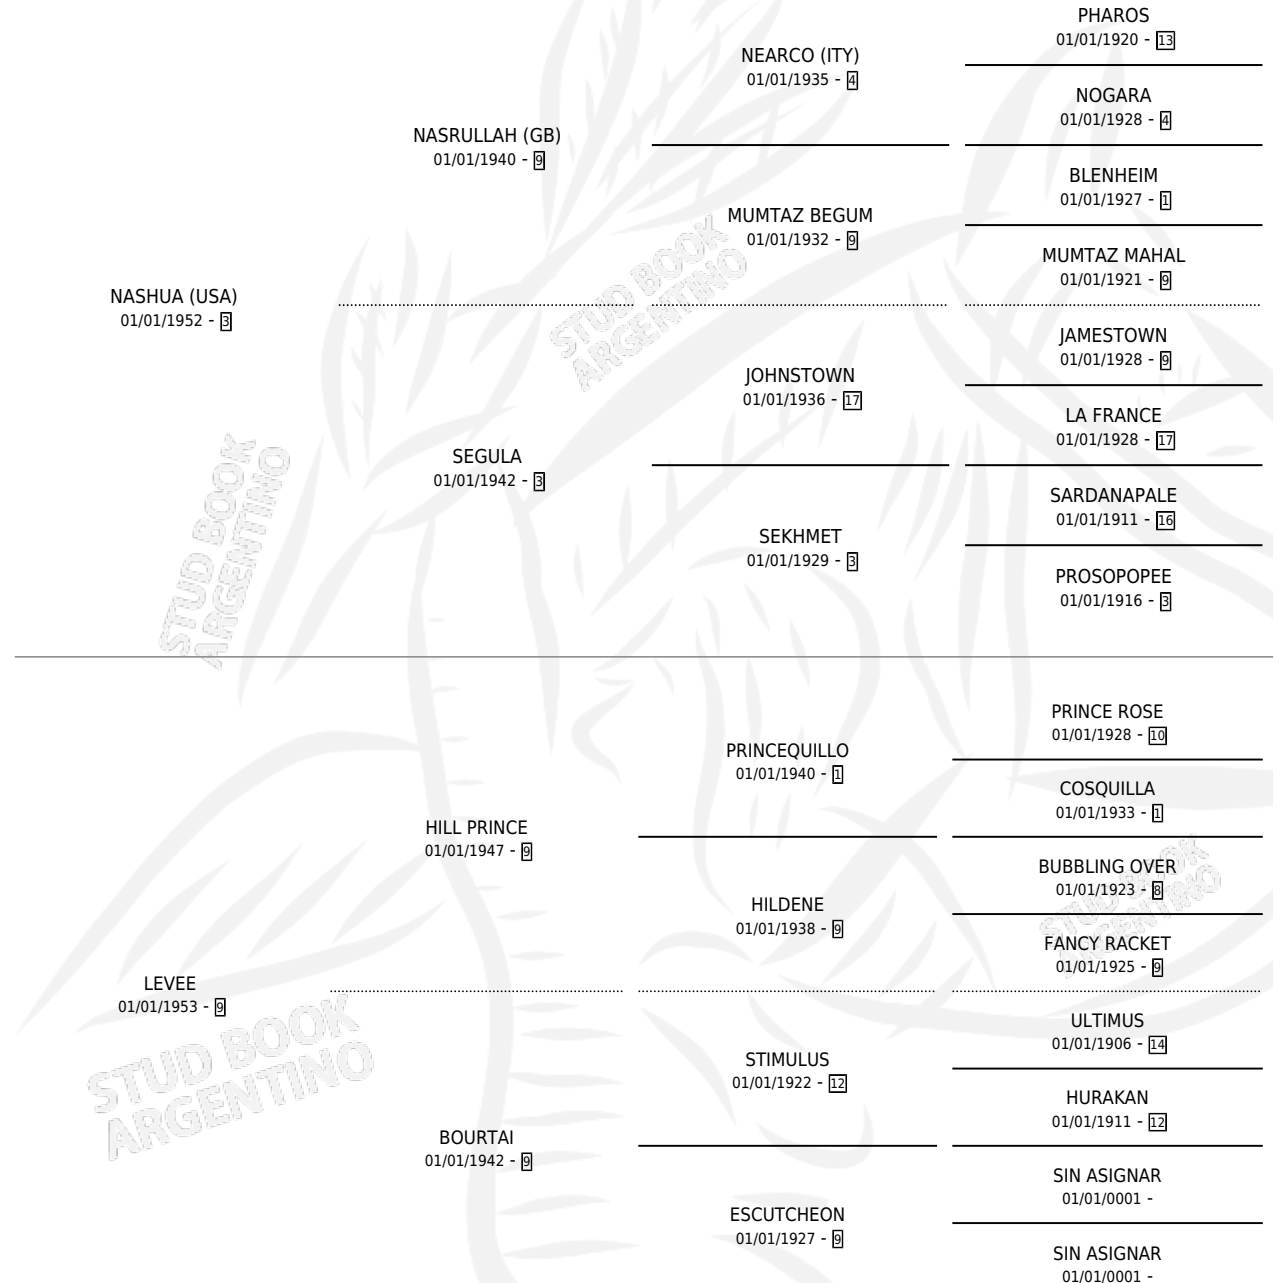 PHAROS
01/01/1920 - 13
NEARCO (ITY)
01/01/1935 - 4
NOGARA
01/01/1928 - 4
NASRULLAH (GB)
01/01/1940 - 9
BLENHEIM
01/01/1927 - 1
MUMTAZ BEGUM
01/01/1932 - 9
MUMTAZ MAHAL
01/01/1921 - 9
NASHUA (USA)
01/01/1952 - 3
JAMESTOWN
01/01/1928 - 9
JOHNSTOWN
01/01/1936 - 17
LA FRANCE
01/01/1928 - 17
SEGULA
01/01/1942 - 3
SARDANAPALE
01/01/1911 - 16
SEKHMET
01/01/1929 - 3
PROSOPOPEE
01/01/1916 - 3
PRINCE ROSE
01/01/1928 - 10
PRINCEQUILLO
01/01/1940 - 1
COSQUILLA
01/01/1933 - 1
HILL PRINCE
01/01/1947 - 9
BUBBLING OVER
01/01/1923 - 8
HILDENE
01/01/1938 - 9
FANCY RACKET
01/01/1925 - 9
LEVEE
01/01/1953 - 9
ULTIMUS
01/01/1906 - 14
STIMULUS
01/01/1922 - 12
HURAKAN
01/01/1911 - 12
BOURTAI
01/01/1942 - 9
SIN ASIGNAR
01/01/0001 -
ESCUTCHEON
01/01/1927 - 9
SIN ASIGNAR
01/01/0001 -
STUD BOOK
ARGENTINO
STUD BOOK
ARGENTINO
STUD BOOK
ARGENTINO
STUD BOOK
ARGENTINO